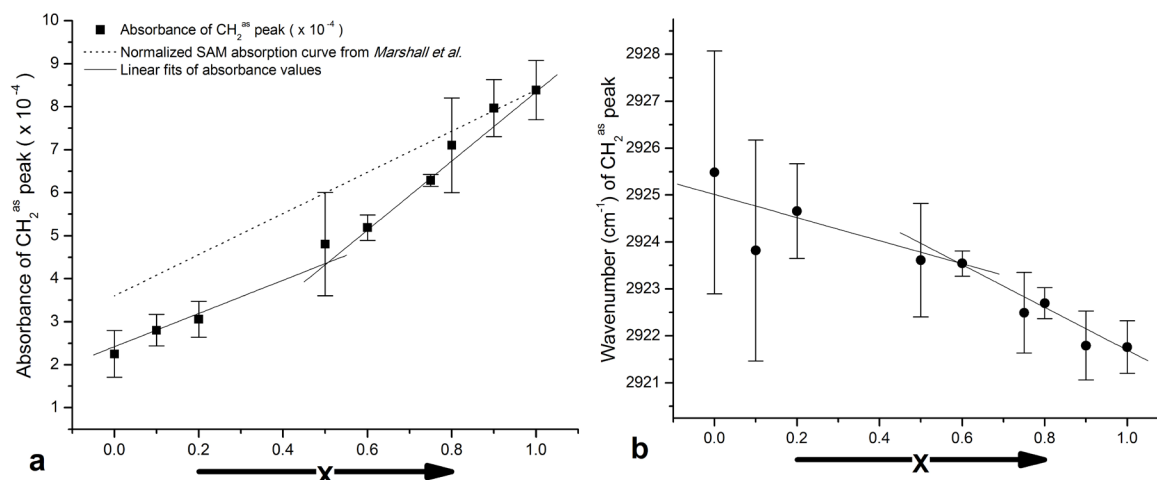 Absorbance of CH₂ᵃˢ peak ( x 10⁻⁴)
10
9
8
7
6
5
4
3
2
1
Absorbance of CH₂ᵃˢ peak ( x 10⁻⁴)
Normalized SAM absorption curve from Marshall et al.
Linear fits of absorbance values
0.0 0.2 0.4 0.6 0.8 1.0
a
X
Wavenumber (cm⁻¹) of CH₂ᵃˢ peak
2928
2927
2926
2925
2924
2923
2922
2921
0.0 0.2 0.4 0.6 0.8 1.0
b
X